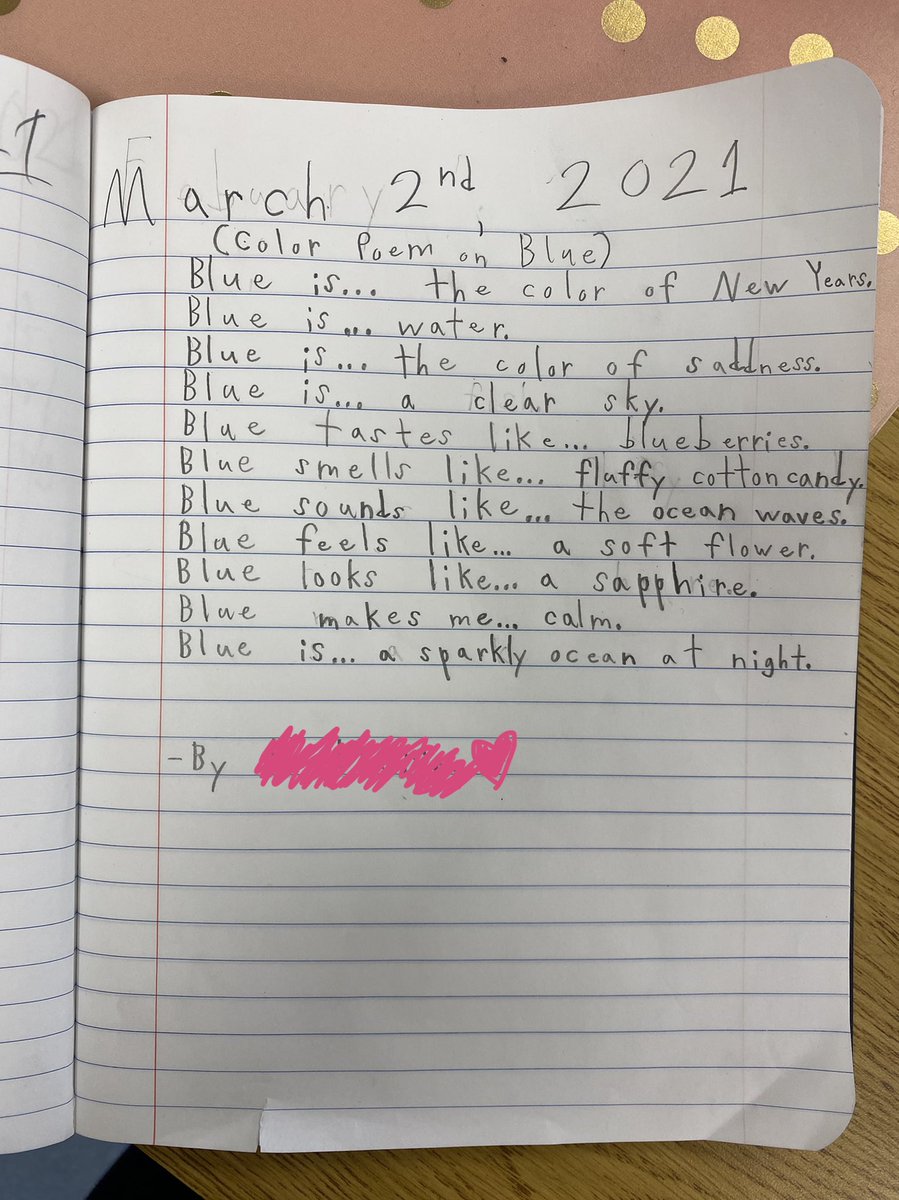 1
March 2nd, 2021
(Color Poem on Blue)
Blue is... the color of New Years.
Blue is... water.
Blue is... the color of saddness.
Blue is... a clear sky.
Blue tastes like... blueberries.
Blue smells like... fluffy cotton candy.
Blue sounds like... the ocean waves.
Blue feels like... a soft flower.
Blue looks like... a sapphire.
Blue makes me... calm.
Blue is... a sparkly ocean at night.
-By